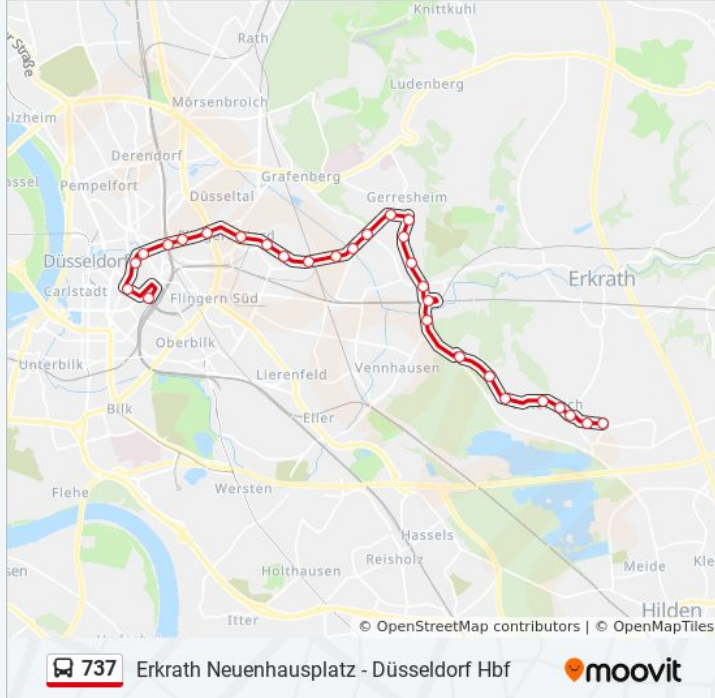 Knittkuhl
Rath
Straße
Ludenberg
Mörsenbroich
Derendorf
Grafenberg
Pempelfort
Düsseltal
Gerresheim
Düsseldorf
Erkrath
Carlstadt
Flingern Süd
Oberbilk
Unterbilk
Vennhausen
Lierenfeld
Bilk
Eller
Flehe
Wersten
Hassels
Reisholz
Holthausen
Meide
Itter
Hilden
© OpenStreetMap contributors | © OpenMapTiles
737
Erkrath Neuenhausplatz - Düsseldorf Hbf
moovit